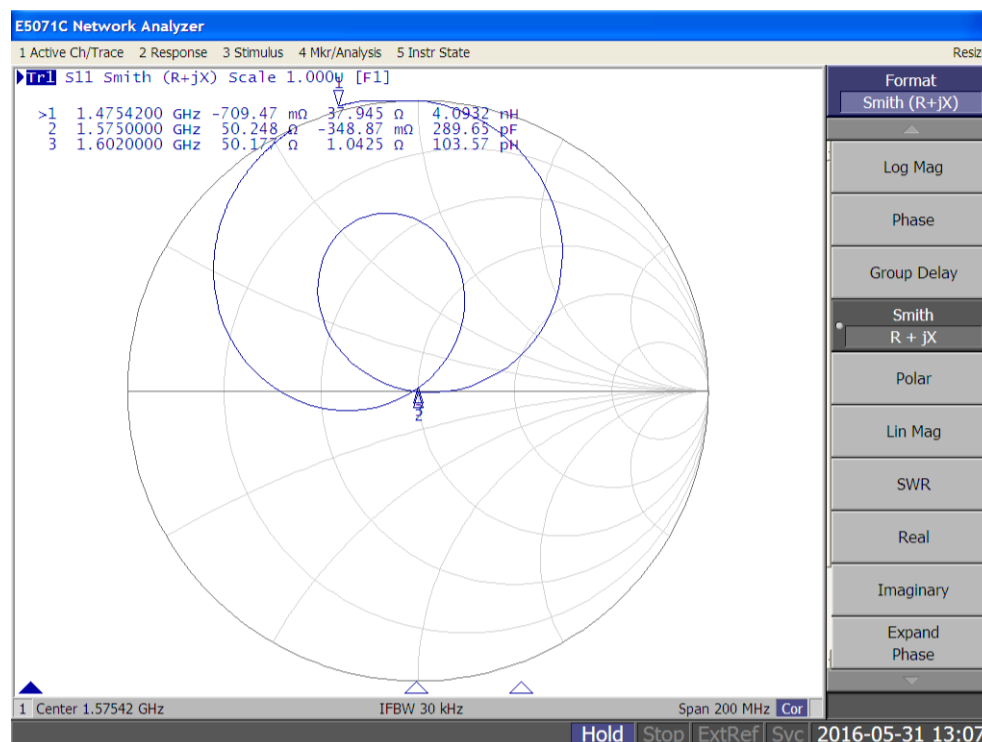 E5071C Network Analyzer
1 Active Ch/Trace 2 Response 3 Stimulus 4 Mkr/Analysis 5 Instr State Resiz
Tr1 S11 Smith (R+jX) Scale 1.000U [F1]
1
>1 1.4754200 GHz -709.47 mΩ 37.945 Ω 4.0932 nH
2 1.5750000 GHz 50.248 Ω -348.87 mΩ 289.65 pF
3 1.6020000 GHz 50.177 Ω 1.0425 Ω 103.57 pH
Format
Smith (R+jX)
Log Mag
Phase
Group Delay
Smith
R + jX
Polar
Lin Mag
SWR
Real
Imaginary
Expand
Phase
1 Center 1.57542 GHz IFBW 30 kHz Span 200 MHz Cor
Hold Stop ExtRef Svc 2016-05-31 13:07